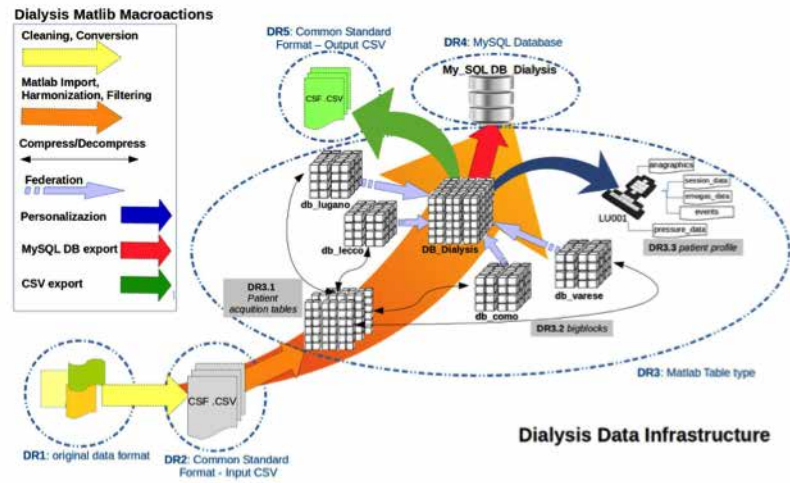 Dialysis Matlib Macroactions
Cleaning, Conversion
Matlab Import,
Harmonization, Filtering
Compress/Decompress
Federation
Personalizazion
MySQL DB export
CSV export
DR5: Common Standard
Format – Output CSV
CSF .CSV
DR4: MySQL Database
My_SQL DB_Dialysis
db_lugano
db_lecco
DB_Dialysis
anagraphics
session_data
emogas_data
events
LU001
pressure_data
DR3.3 patient profile
DR3.1
Patient
acqution tables
db_como
db_varese
DR3.2 bigblocks
DR3: Matlab Table type
CSF .CSV
DR1: original data format
DR2: Common Standard
Format - Input CSV
Dialysis Data Infrastructure